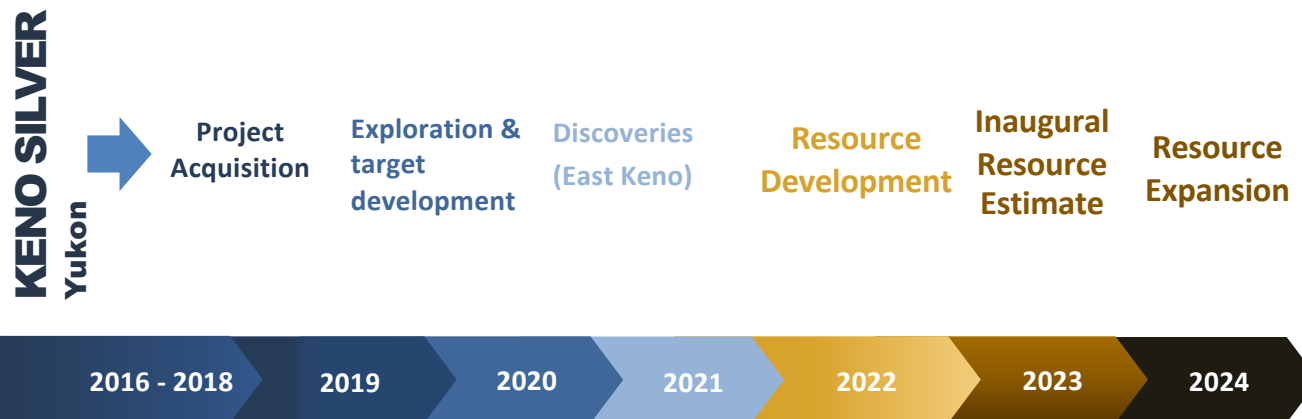 KENO SILVER
Yukon
Project
Acquisition
Exploration &
target
development
Discoveries
(East Keno)
Resource
Development
Inaugural
Resource
Estimate
Resource
Expansion
2016 - 2018
2019
2020
2021
2022
2023
2024